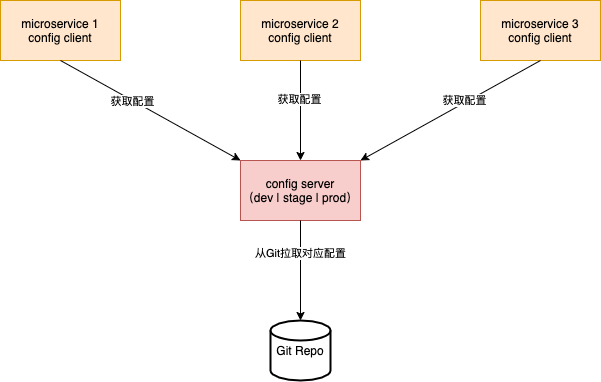 microservice 1
config client
microservice 2
config client
microservice 3
config client
获取配置
获取配置
获取配置
config server
（dev | stage | prod）
从Git拉取对应配置
Git Repo